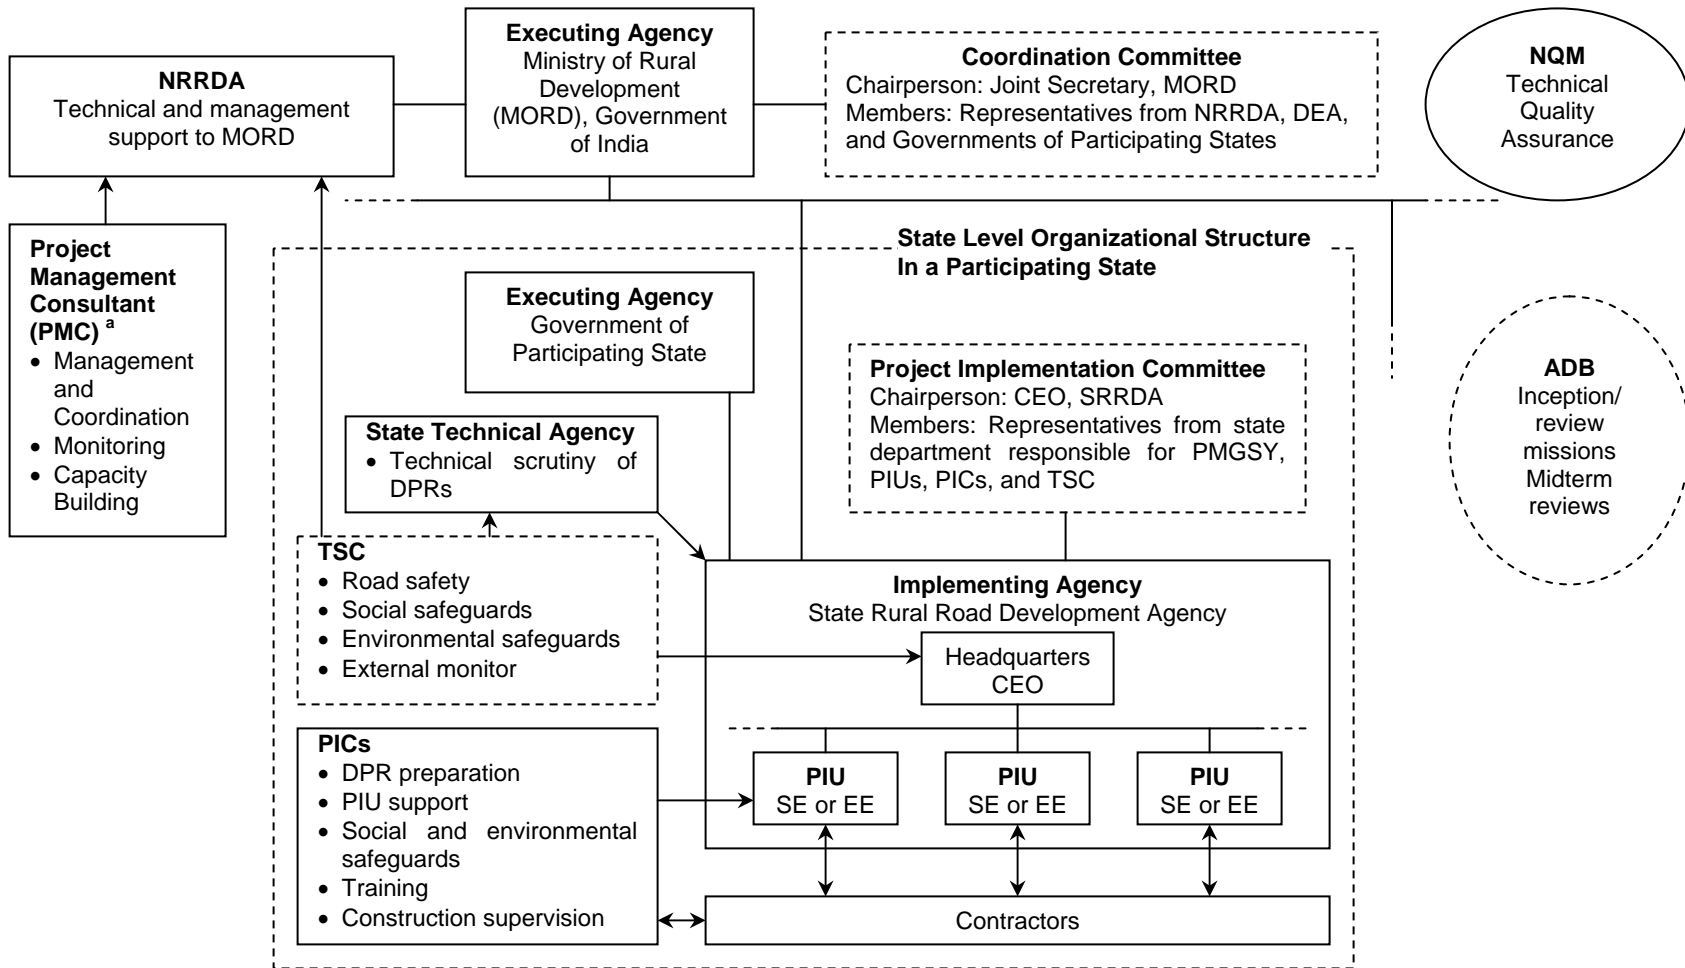 Executing Agency
Ministry of Rural
Development
(MORD), Government
of India
NRRDA
Technical and management
support to MORD
Coordination Committee
Chairperson: Joint Secretary, MORD
Members: Representatives from NRRDA, DEA,
and Governments of Participating States
NQM
Technical
Quality
Assurance
Project
Management
Consultant
(PMC) a
• Management
and
Coordination
• Monitoring
• Capacity
Building
State Level Organizational Structure
In a Participating State
Executing Agency
Government of
Participating State
Project Implementation Committee
Chairperson: CEO, SRRDA
Members: Representatives from state
department responsible for PMGSY,
PIUs, PICs, and TSC
ADB
Inception/
review
missions
Midterm
reviews
State Technical Agency
• Technical scrutiny of
DPRs
TSC
• Road safety
• Social safeguards
• Environmental safeguards
• External monitor
Implementing Agency
State Rural Road Development Agency
Headquarters
CEO
PICs
• DPR preparation
• PIU support
• Social and environmental
safeguards
• Training
• Construction supervision
PIU
SE or EE
PIU
SE or EE
PIU
SE or EE
Contractors